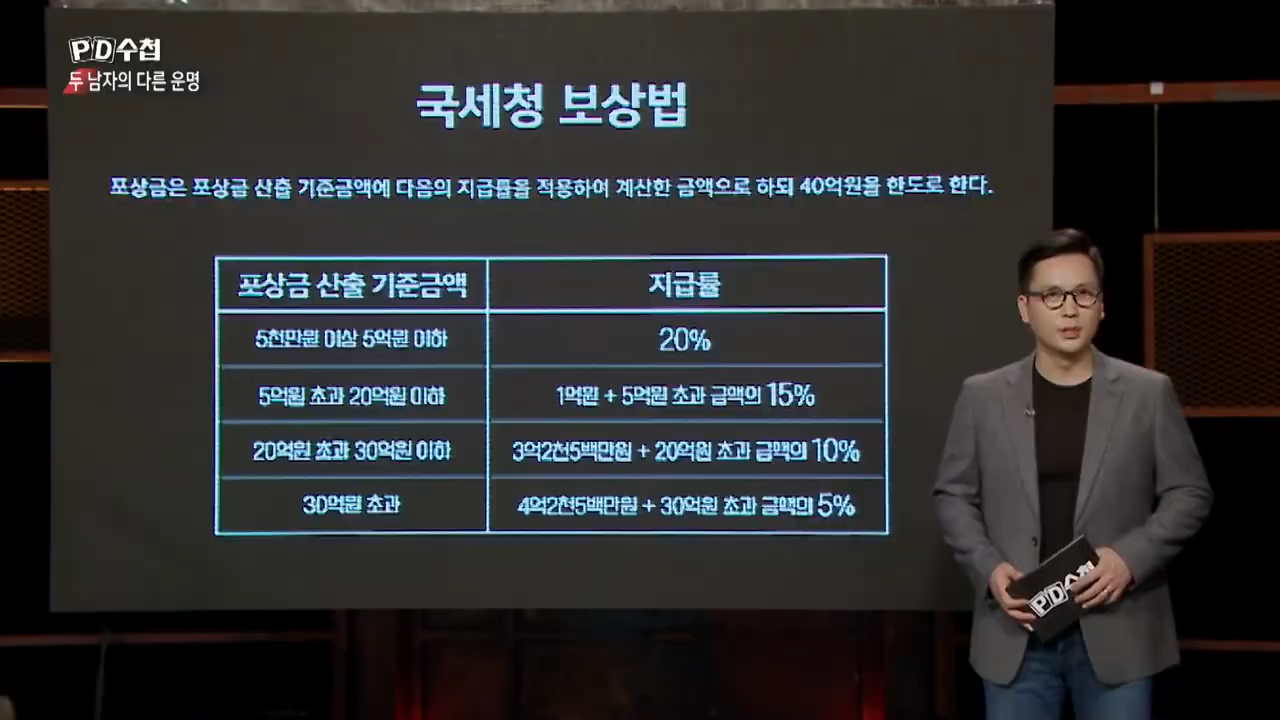 PD수첩
두 남자의 다른 운명
국세청 보상법
포상금은 포상금 산출 기준금액에 다음의 지급률을 적용하여 계산한 금액으로 하되 40억원을 한도로 한다.
포상금 산출 기준금액 지급률
5천만원 이상 5억원 이하 20%
5억원 초과 20억원 이하 1억원 + 5억원 초과 금액의 15%
20억원 초과 30억원 이하 3억2천5백만원 + 20억원 초과 금액의 10%
30억원 초과 4억2천5백만원 + 30억원 초과 금액의 5%
PD수첩